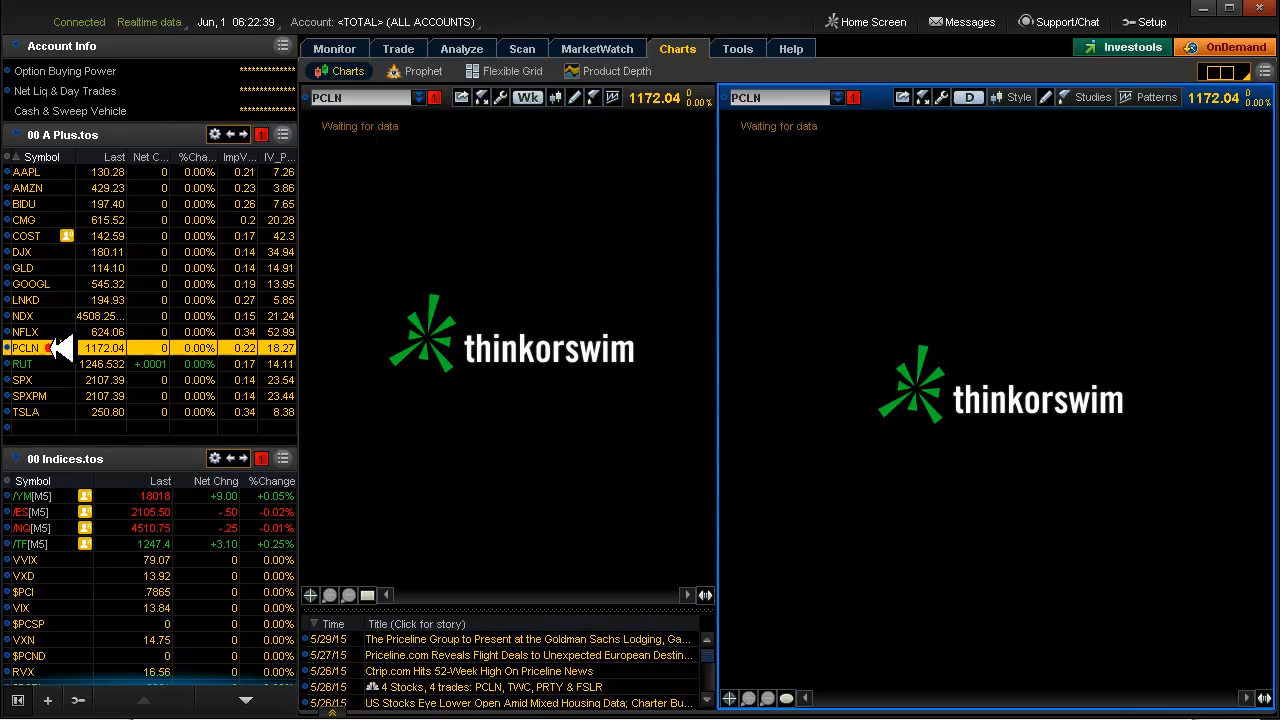 Connected Realtime data Jun, 1 06:22:39 Account: <TOTAL> (ALL ACCOUNTS) Home Screen Messages Support/Chat Setup
Account Info
Option Buying Power **************
Net Liq & Day Trades **************
Cash & Sweep Vehicle **************
00 A Plus.tos 1
Symbol Last Net C... %Cha... ImpV... IV_P...
AAPL 130.28 0 0.00% 0.21 7.26
AMZN 429.23 0 0.00% 0.23 3.86
BIDU 197.40 0 0.00% 0.26 7.65
CMG 615.52 0 0.00% 0.2 20.28
COST 142.59 0 0.00% 0.17 42.3
DJX 180.11 0 0.00% 0.14 34.94
GLD 114.10 0 0.00% 0.14 14.91
GOOGL 545.32 0 0.00% 0.19 13.95
LNKD 194.93 0 0.00% 0.27 5.85
NDX 4508.25... 0 0.00% 0.15 21.24
NFLX 624.06 0 0.00% 0.34 52.99
PCLN 1172.04 0 0.00% 0.22 18.27
RUT 1246.532 +.0001 0.00% 0.17 14.11
SPX 2107.39 0 0.00% 0.14 23.54
SPXPM 2107.39 0 0.00% 0.14 23.44
TSLA 250.80 0 0.00% 0.34 8.38
00 Indices.tos 1
Symbol Last Net Chng %Change
/YM[M5] 18018 +9.00 +0.05%
/ES[M5] 2105.50 -.50 -0.02%
/NQ[M5] 4510.75 -.25 -0.01%
/TF[M5] 1247.4 +3.10 +0.25%
VVIX 79.07 0 0.00%
VXD 13.92 0 0.00%
$PCI .7865 0 0.00%
VIX 13.84 0 0.00%
$PCSP 0 0 0.00%
VXN 14.75 0 0.00%
$PCND 0 0 0.00%
RVX 16.56 0 0.00%
Monitor Trade Analyze Scan MarketWatch Charts Tools Help Investools OnDemand
Charts Prophet Flexible Grid Product Depth
PCLN 1 Wk 1172.04 0 0.00%
Waiting for data
thinkorswim
Time Title (Click for story)
5/29/15 The Priceline Group to Present at the Goldman Sachs Lodging, Ga...
5/27/15 Priceline.com Reveals Flight Deals to Unexpected European Destin...
5/26/15 Ctrip.com Hits 52-Week High On Priceline News
5/26/15 4 Stocks, 4 trades: PCLN, TWC, PRTY & FSLR
5/26/15 US Stocks Eye Lower Open Amid Mixed Housing Data; Charter Bu...
PCLN 1 D Style Studies Patterns 1172.04 0 0.00%
Waiting for data
thinkorswim